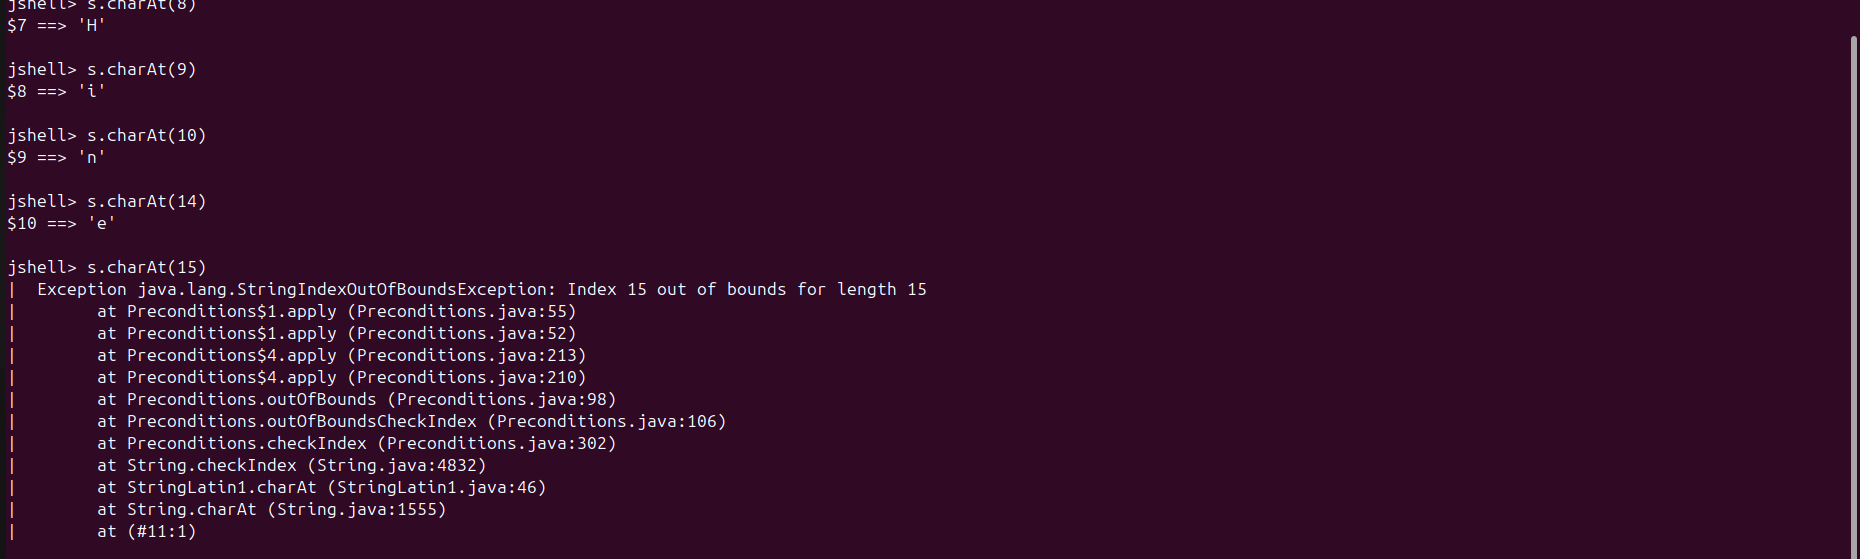 jshell> s.charAt(8)
$7 ==> 'H'
jshell> s.charAt(9)
$8 ==> 'i'
jshell> s.charAt(10)
$9 ==> 'n'
jshell> s.charAt(14)
$10 ==> 'e'
jshell> s.charAt(15)
|  Exception java.lang.StringIndexOutOfBoundsException: Index 15 out of bounds for length 15
|        at Preconditions$1.apply (Preconditions.java:55)
|        at Preconditions$1.apply (Preconditions.java:52)
|        at Preconditions$4.apply (Preconditions.java:213)
|        at Preconditions$4.apply (Preconditions.java:210)
|        at Preconditions.outOfBounds (Preconditions.java:98)
|        at Preconditions.outOfBoundsCheckIndex (Preconditions.java:106)
|        at Preconditions.checkIndex (Preconditions.java:302)
|        at String.checkIndex (String.java:4832)
|        at StringLatin1.charAt (StringLatin1.java:46)
|        at String.charAt (String.java:1555)
|        at (#11:1)